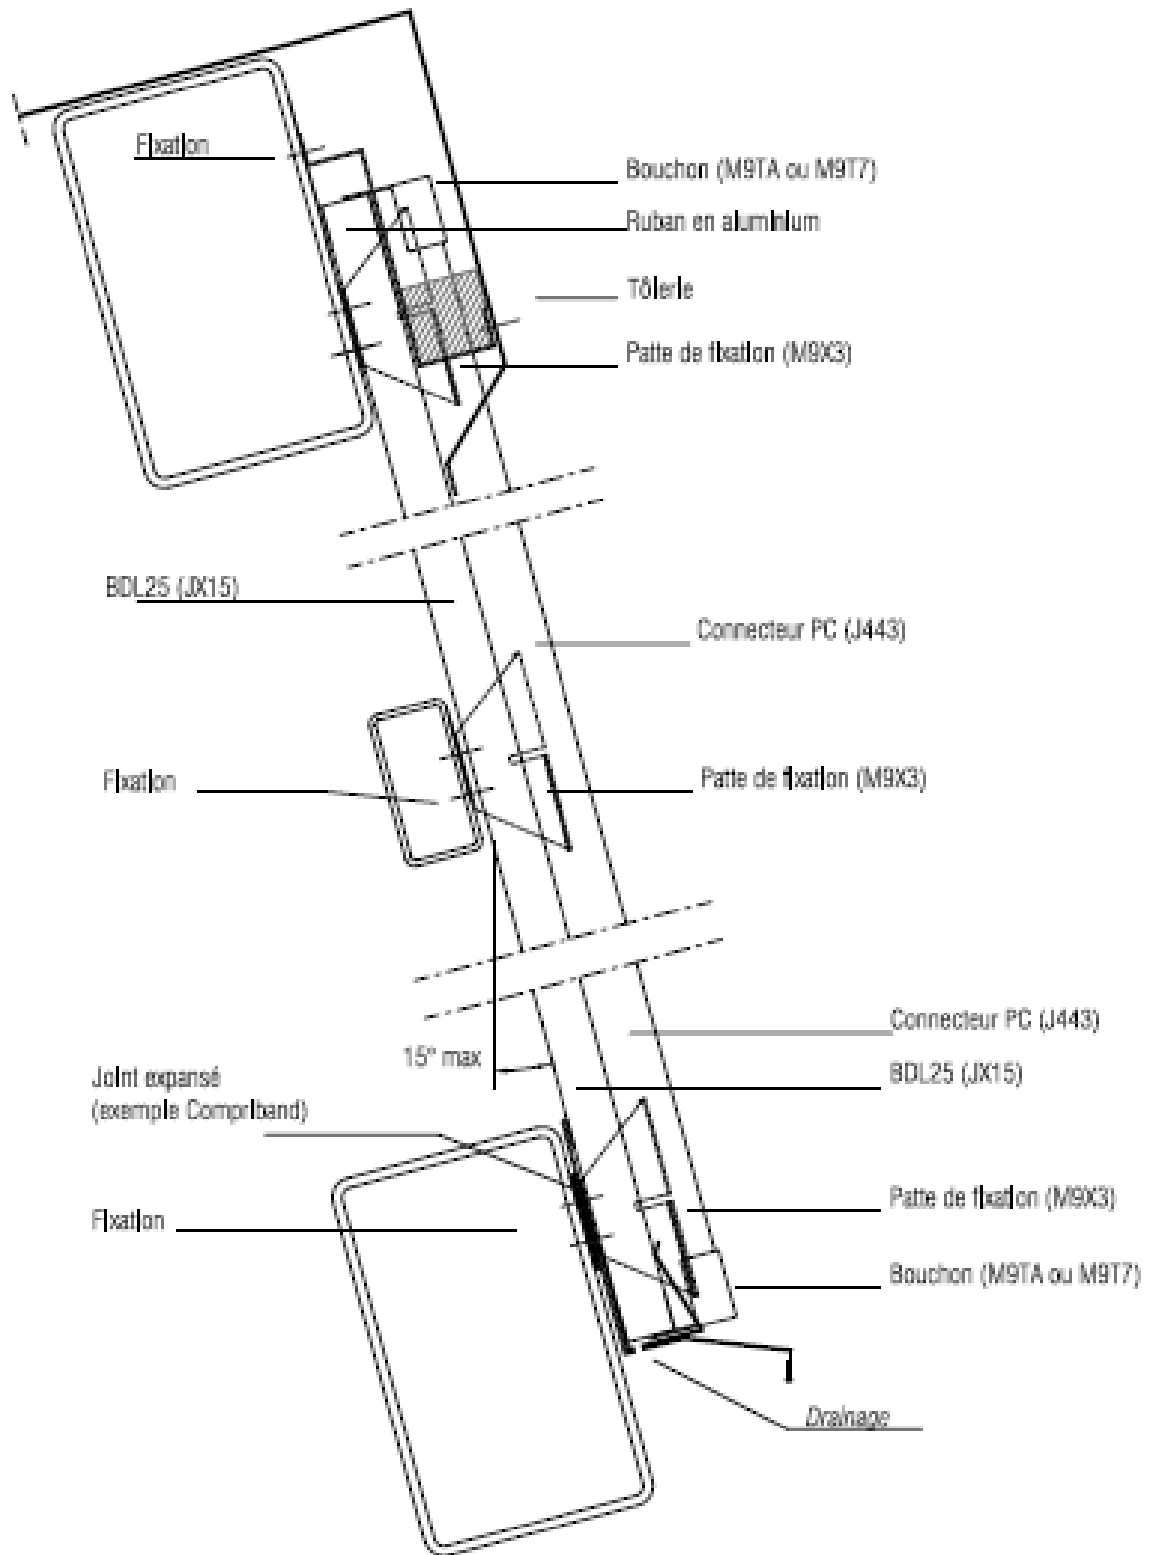 Fixation
Bouchon (M9TA ou M9T7)
Ruban en aluminium
Tôlerie
Patte de fixation (M9X3)
BDL25 (JX15)
Connecteur PC (J443)
Fixation
Patte de fixation (M9X3)
Connecteur PC (J443)
15° max
BDL25 (JX15)
Joint expansé
(exemple Compriband)
Patte de fixation (M9X3)
Fixation
Bouchon (M9TA ou M9T7)
Drainage